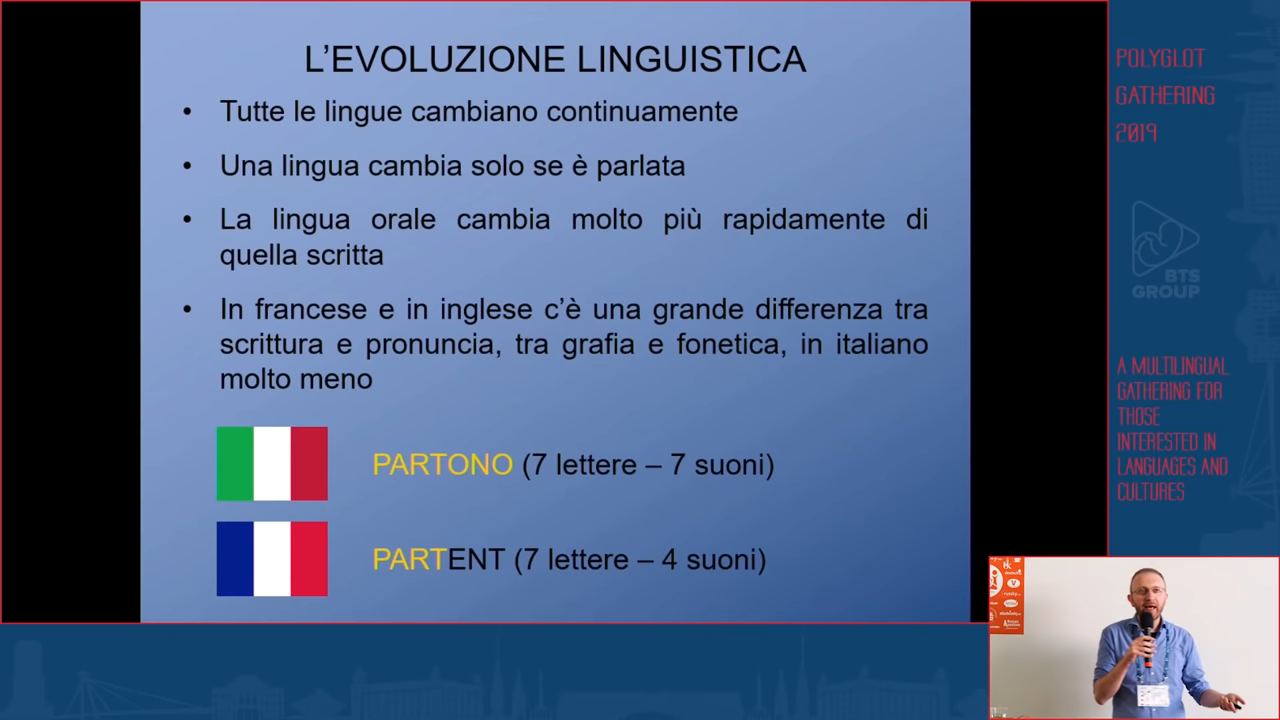 L’EVOLUZIONE LINGUISTICA
• Tutte le lingue cambiano continuamente
• Una lingua cambia solo se è parlata
• La lingua orale cambia molto più rapidamente di
quella scritta
• In francese e in inglese c’è una grande differenza tra
scrittura e pronuncia, tra grafia e fonetica, in italiano
molto meno
PARTONO (7 lettere – 7 suoni)
PARTENT (7 lettere – 4 suoni)
POLYGLOT
GATHERING
2019
BTS
GROUP
A MULTILINGUAL
GATHERING FOR
THOSE
INTERESTED IN
LANGUAGES AND
CULTURES